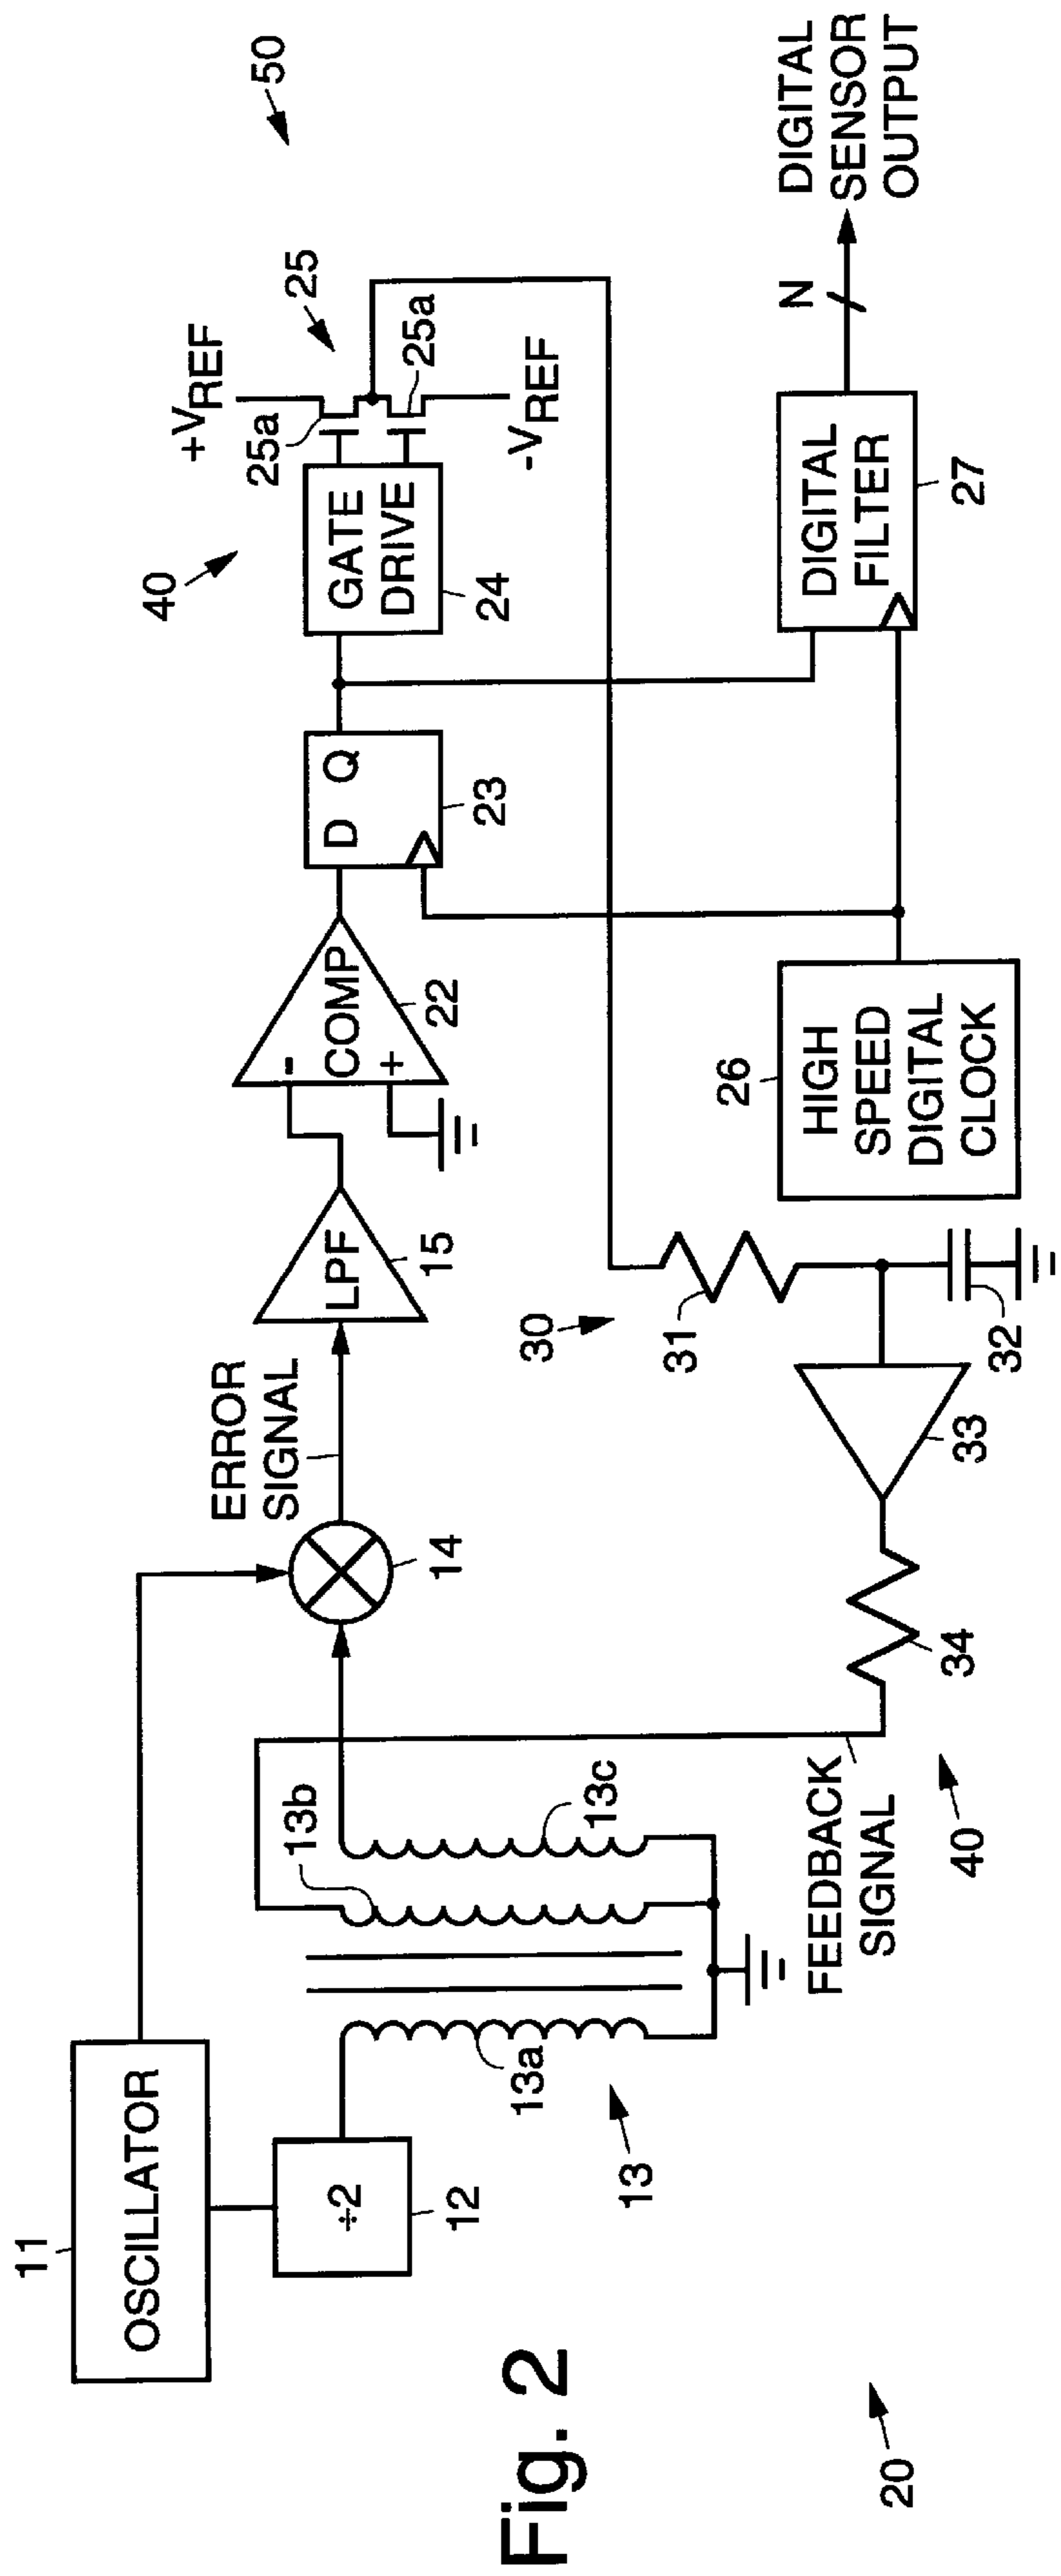 Fig. 2
20
11
OSCILLATOR
÷2
12
13
13a
13b
13c
FEEDBACK
SIGNAL
40
14
ERROR
SIGNAL
LPF
15
-
+
COMP
22
D Q
23
GATE
DRIVE
24
40
+VREF
25a
25
25a
-VREF
50
30
31
32
33
34
26
HIGH
SPEED
DIGITAL
CLOCK
DIGITAL
FILTER
27
N
DIGITAL
SENSOR
OUTPUT